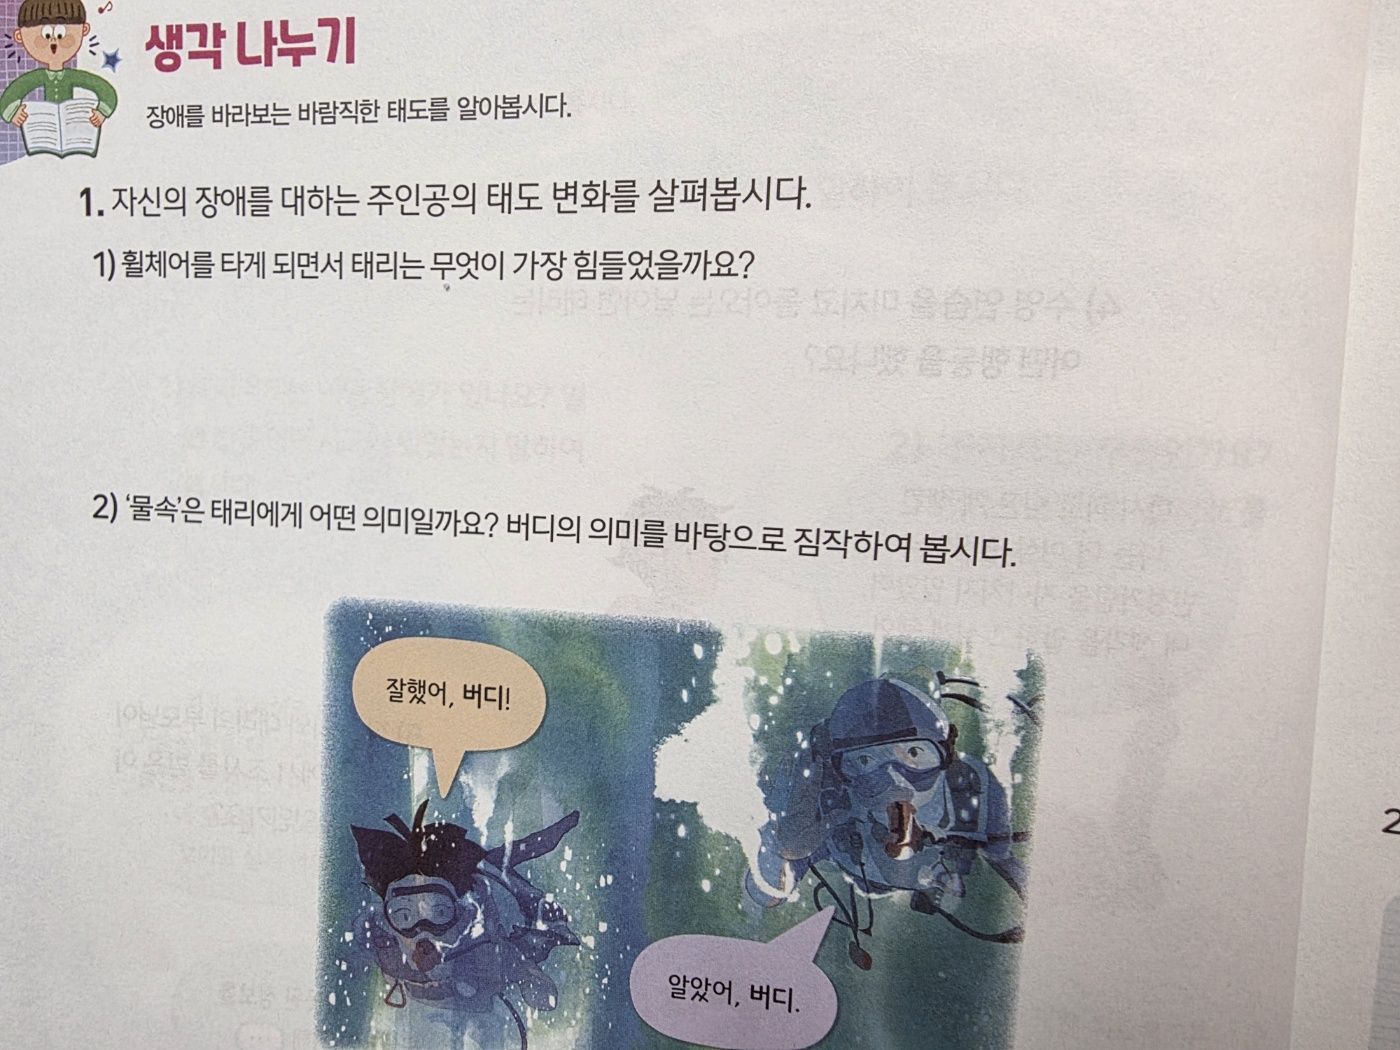 생각 나누기
장애를 바라보는 바람직한 태도를 알아봅시다.
1. 자신의 장애를 대하는 주인공의 태도 변화를 살펴봅시다.
1) 휠체어를 타게 되면서 태리는 무엇이 가장 힘들었을까요?
2) ‘물속’은 태리에게 어떤 의미일까요? 버디의 의미를 바탕으로 짐작하여 봅시다.
잘했어, 버디!
알았어, 버디.
2